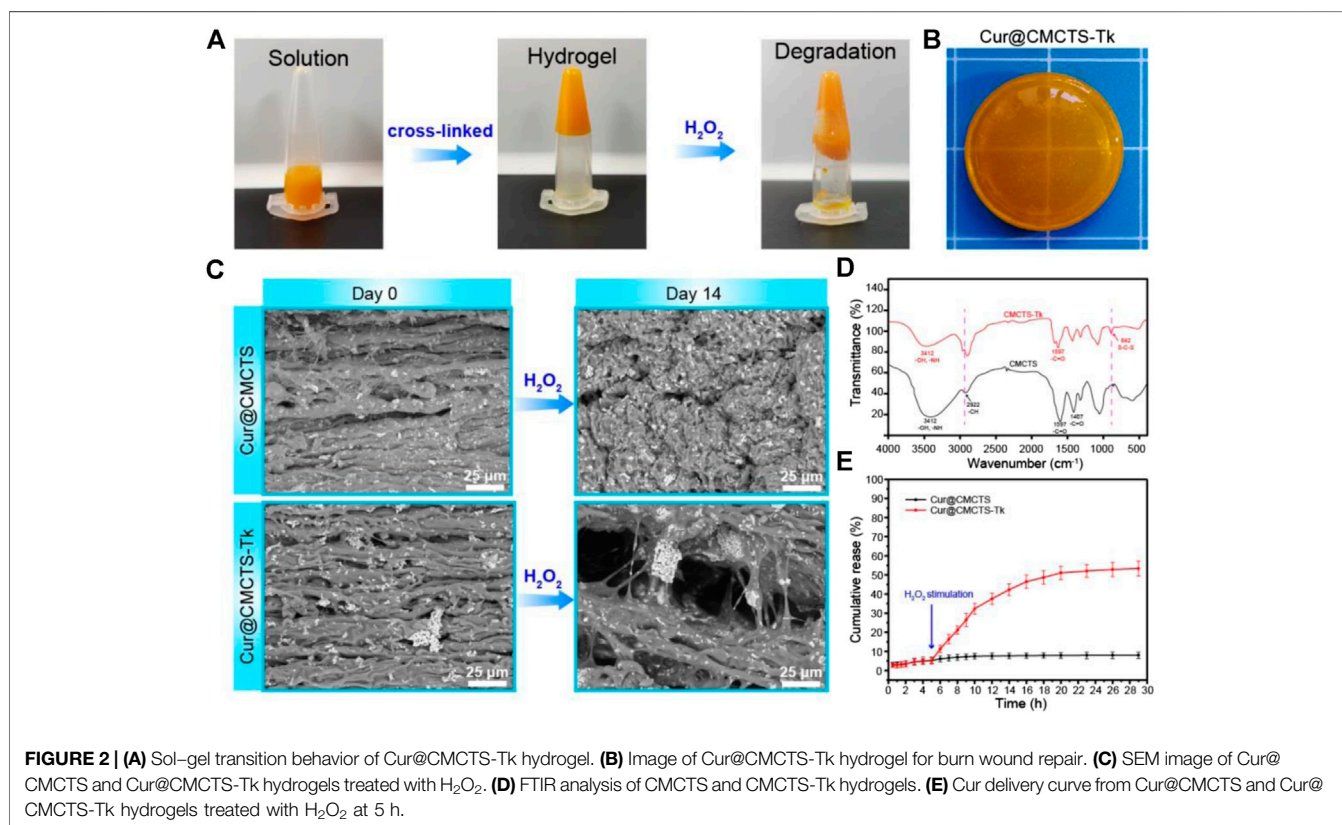 A
Solution
cross-linked
Hydrogel
H₂O₂
Degradation
B
Cur@CMCTS-Tk
C
Day 0
Day 14
Cur@CMCTS
H₂O₂
25 μm
25 μm
Cur@CMCTS-Tk
H₂O₂
25 μm
25 μm
D
Transmittance (%)
140
120
100
80
60
40
20
CMCTS-Tk
3412
-OH, -NH
1597
-C=O
842
S-C-S
CMCTS
2922
-CH
3412
-OH, -NH
1597
-C=O
1407
-C=O
4000 3500 3000 2500 2000 1500 1000 500
Wavenumber (cm⁻¹)
E
Cumulative rease (%)
100
90
80
70
60
50
40
30
20
10
0
Cur@CMCTS
Cur@CMCTS-Tk
H₂O₂ stimulation
0 2 4 6 8 10 12 14 16 18 20 22 24 26 28 30
Time (h)
FIGURE 2 | (A) Sol–gel transition behavior of Cur@CMCTS-Tk hydrogel. (B) Image of Cur@CMCTS-Tk hydrogel for burn wound repair. (C) SEM image of Cur@
CMCTS and Cur@CMCTS-Tk hydrogels treated with H₂O₂. (D) FTIR analysis of CMCTS and CMCTS-Tk hydrogels. (E) Cur delivery curve from Cur@CMCTS and Cur@
CMCTS-Tk hydrogels treated with H₂O₂ at 5 h.